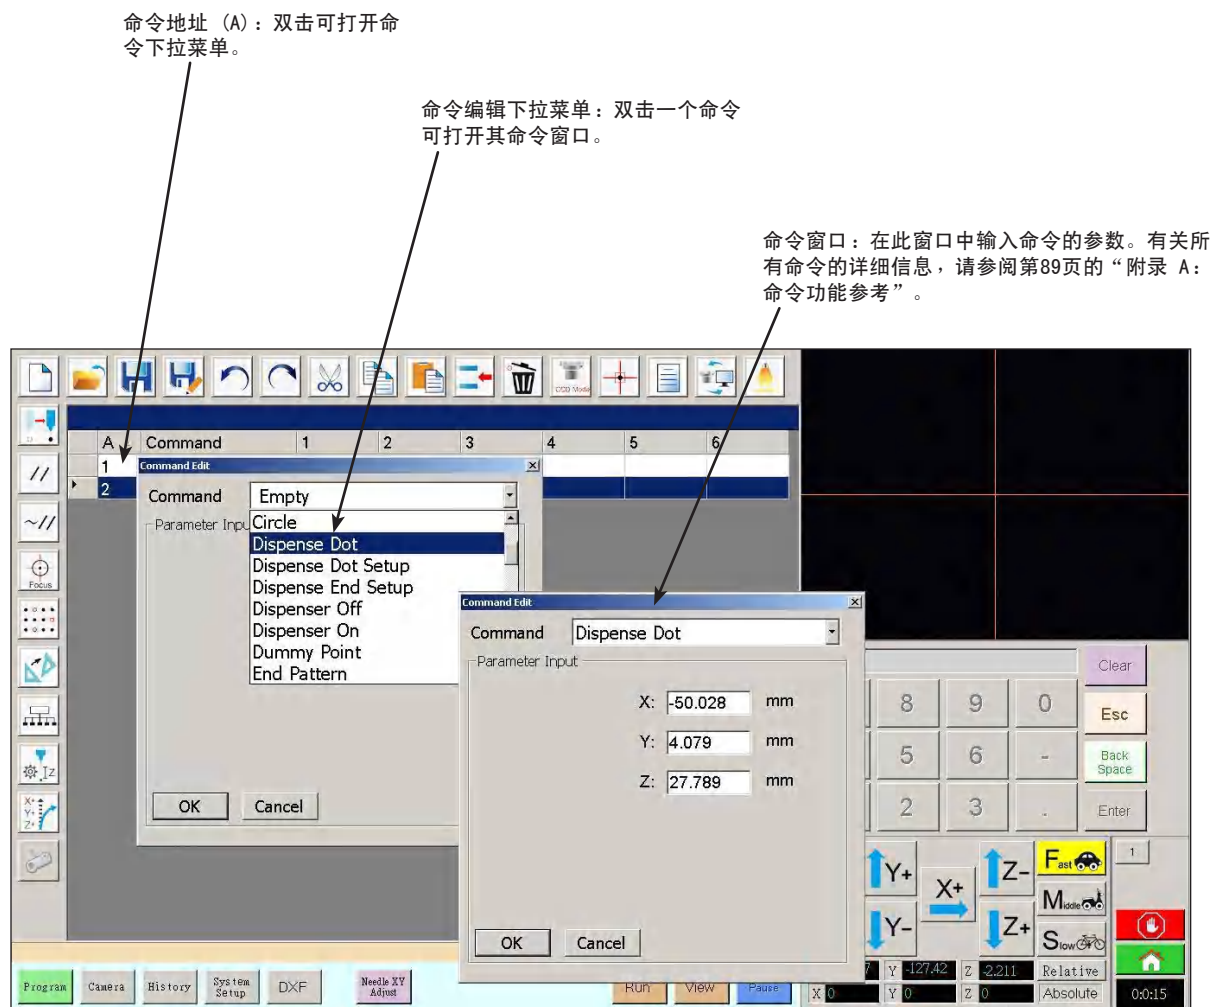 命令地址 (A)：双击可打开命
令下拉菜单。
命令编辑下拉菜单：双击一个命令
可打开其命令窗口。
命令窗口：在此窗口中输入命令的参数。有关所
有命令的详细信息，请参阅第89页的“附录 A：
命令功能参考”。
CCD Mode
A Command 1 2 3 4 5 6
1
2
Command Edit
Command Empty
Parameter Inpu
Circle
Dispense Dot
Dispense Dot Setup
Dispense End Setup
Dispenser Off
Dispenser On
Dummy Point
End Pattern
OK Cancel
Command Edit
Command Dispense Dot
Parameter Input
X: -50.028 mm
Y: 4.079 mm
Z: 27.789 mm
OK Cancel
//
~//
Focus
IZ
X+
Y+
Z+
Clear
8 9 0 Esc
5 6 - Back
Space
2 3 . Enter
Y+ X+ Z- Fast 1
Middle
Y- Z+ Slow
7 Y -127.42 Z -2.211 Relative
X 0 Y 0 Z 0 Absolute 0:0:15
Program Camera History System
Setup DXF Needle XY
Adjust Run View Pause